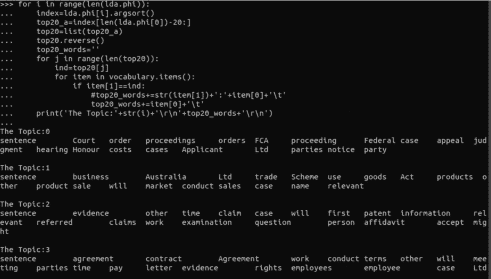 >>> for i in range(len(lda.phi)):
...     index=lda.phi[i].argsort()
...     top20_a=index[len(lda.phi[0])-20:]
...     top20=list(top20_a)
...     top20.reverse()
...     top20_words=''
...     for j in range(len(top20)):
...         ind=top20[j]
...         for item in vocabulary.items():
...             if item[1]==ind:
...                 #top20_words+=str(item[1])+':'+item[0]+'\t'
...                 top20_words+=item[0]+'\t'
...     print('The Topic:'+str(i)+'\r\n'+top20_words+'\r\n')
...
The Topic:0
sentence Court order proceedings orders FCA proceeding Federal case appeal jud
gment hearing Honour costs cases Applicant Ltd parties notice party
The Topic:1
sentence business Australia Ltd trade Scheme use goods Act products o
ther product sale will market conduct sales case name relevant
The Topic:2
sentence evidence other time claim case will first patent information rel
evant referred claims work examination question person affidavit accept mig
ht
The Topic:3
sentence agreement contract Agreement work conduct terms other will mee
ting parties time pay letter evidence rights employees employee case Ltd